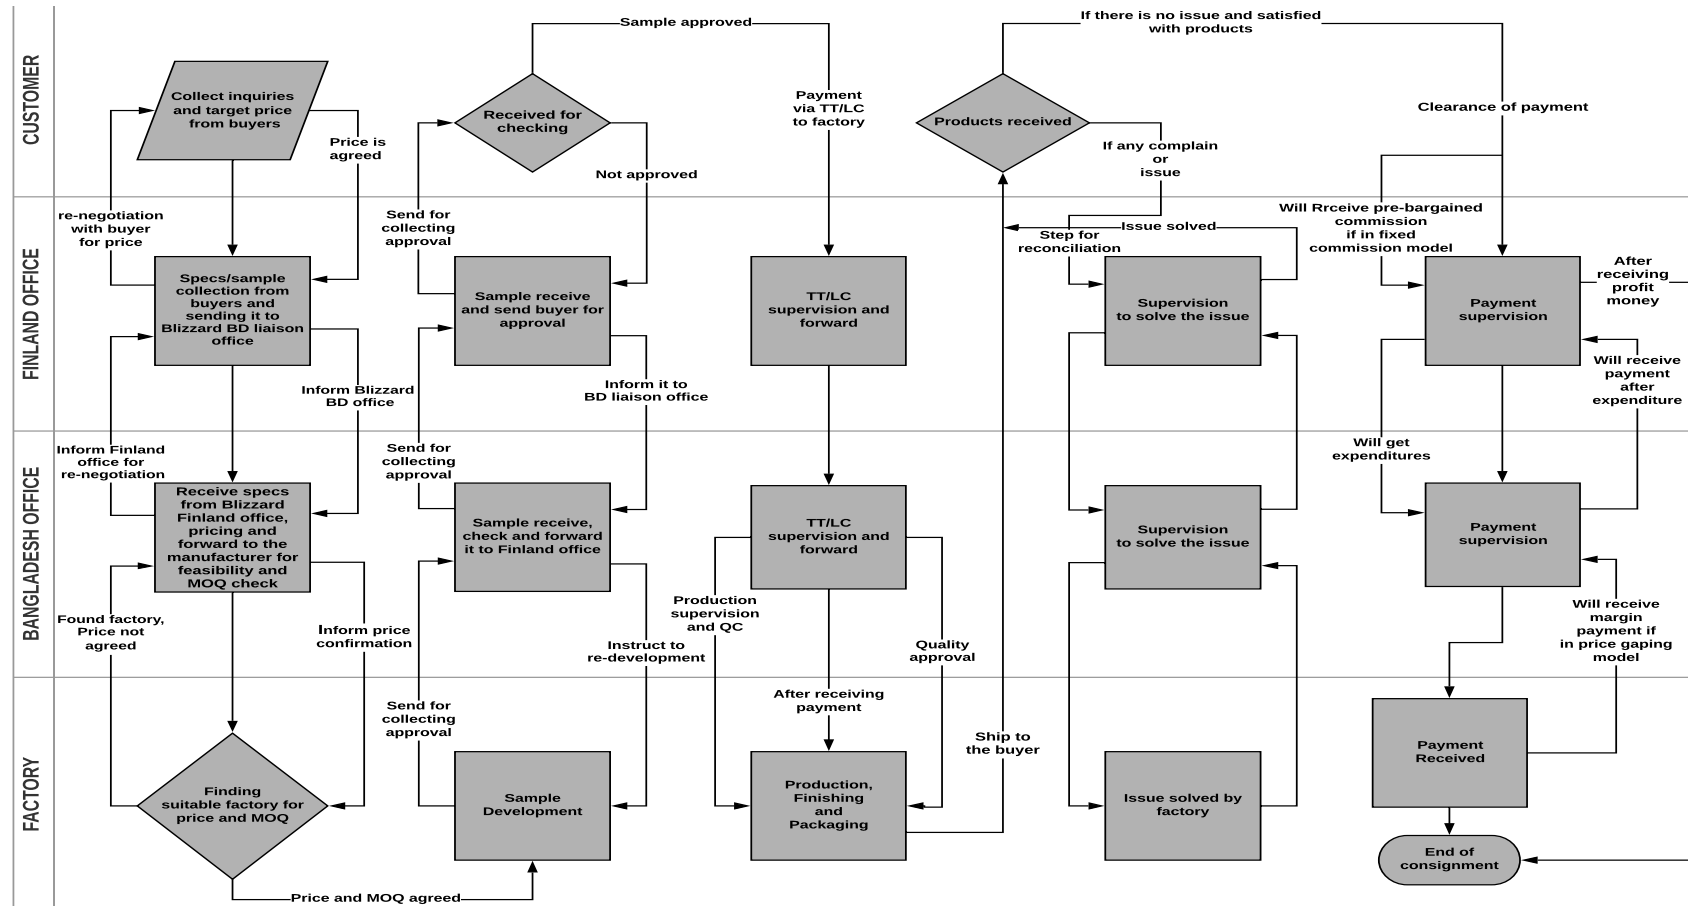 CUSTOMER
Collect inquiries
and target price
from buyers
Price is
agreed
re-negotiation
with buyer
for price
Sample approved
Received for
checking
Not approved
Payment
via TT/LC
to factory
If there is no issue and satisfied
with products
Products received
If any complain
or
issue
Clearance of payment
FINLAND OFFICE
Specs/sample
collection from
buyers and
sending it to
Blizzard BD liaison
office
Inform Blizzard
BD office
Send for
collecting
approval
Sample receive
and send buyer for
approval
Inform it to
BD liaison office
TT/LC
supervision and
forward
Step for
reconciliation
Issue solved
Supervision
to solve the issue
Will Rrceive pre-bargained
commission
if in fixed
commission model
Payment
supervision
After
receiving
profit
money
Will receive
payment
after
expenditure
BANGLADESH OFFICE
Inform Finland
office for
re-negotiation
Receive specs
from Blizzard
Finland office,
pricing and
forward to the
manufacturer for
feasibility and
MOQ check
Found factory,
Price not
agreed
Inform price
confirmation
Send for
collecting
approval
Sample receive,
check and forward
it to Finland office
Instruct to
re-development
TT/LC
supervision and
forward
Production
supervision
and QC
Quality
approval
Supervision
to solve the issue
Will get
expenditures
Payment
supervision
Will receive
margin
payment if
in price gaping
model
FACTORY
Finding
suitable factory for
price and MOQ
Price and MOQ agreed
Send for
collecting
approval
Sample
Development
After receiving
payment
Production,
Finishing
and
Packaging
Ship to
the buyer
Issue solved by
factory
Payment
Received
End of
consignment